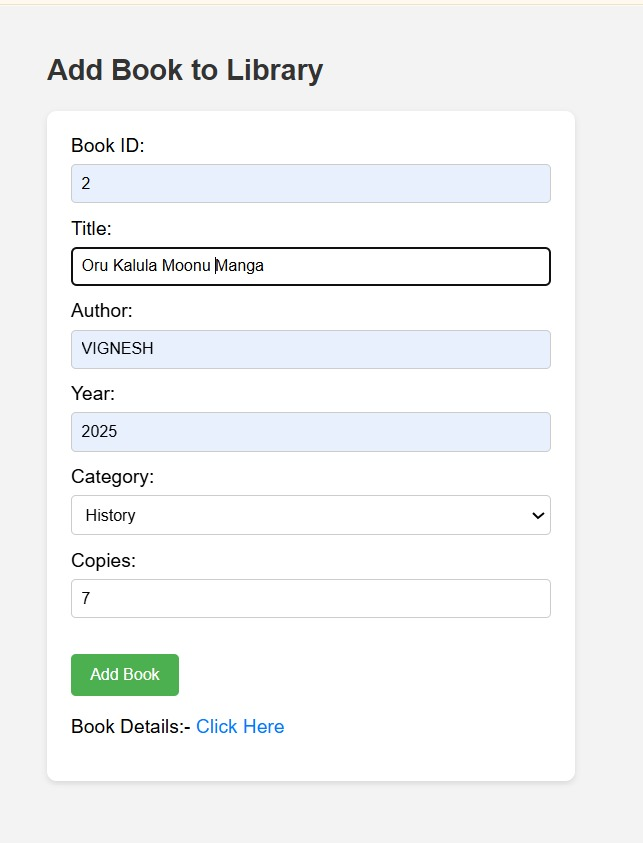 Add Book to Library
Book ID:
2
Title:
Oru Kalula Moonu Manga
Author:
VIGNESH
Year:
2025
Category:
History
Copies:
7
Add Book
Book Details:- Click Here